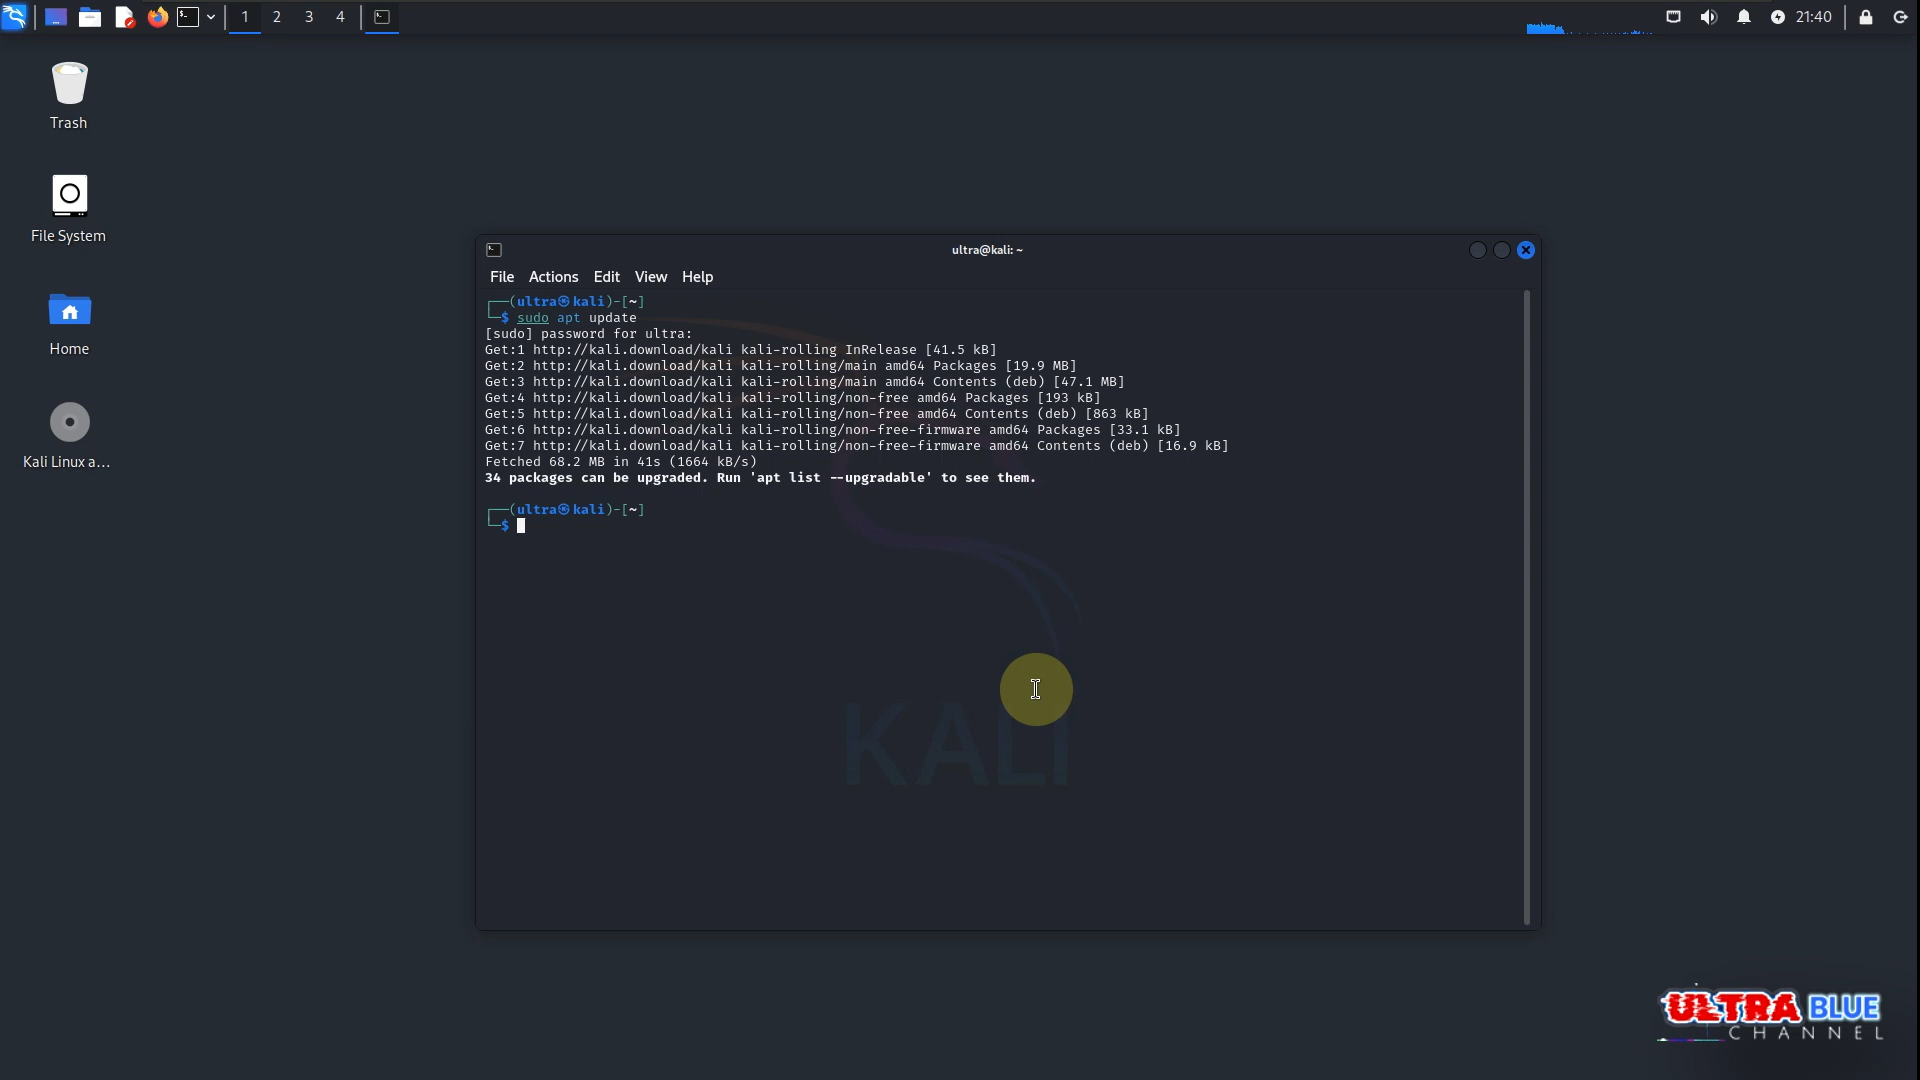 1 2 3 4
21:40
Trash
File System
Home
Kali Linux a...
ultra@kali: ~
File Actions Edit View Help
┌──(ultra㉿kali)-[~]
└─$ sudo apt update
[sudo] password for ultra:
Get:1 http://kali.download/kali kali-rolling InRelease [41.5 kB]
Get:2 http://kali.download/kali kali-rolling/main amd64 Packages [19.9 MB]
Get:3 http://kali.download/kali kali-rolling/main amd64 Contents (deb) [47.1 MB]
Get:4 http://kali.download/kali kali-rolling/non-free amd64 Packages [193 kB]
Get:5 http://kali.download/kali kali-rolling/non-free amd64 Contents (deb) [863 kB]
Get:6 http://kali.download/kali kali-rolling/non-free-firmware amd64 Packages [33.1 kB]
Get:7 http://kali.download/kali kali-rolling/non-free-firmware amd64 Contents (deb) [16.9 kB]
Fetched 68.2 MB in 41s (1664 kB/s)
34 packages can be upgraded. Run 'apt list --upgradable' to see them.
┌──(ultra㉿kali)-[~]
└─$
KALI
ULTRA BLUE
CHANNEL